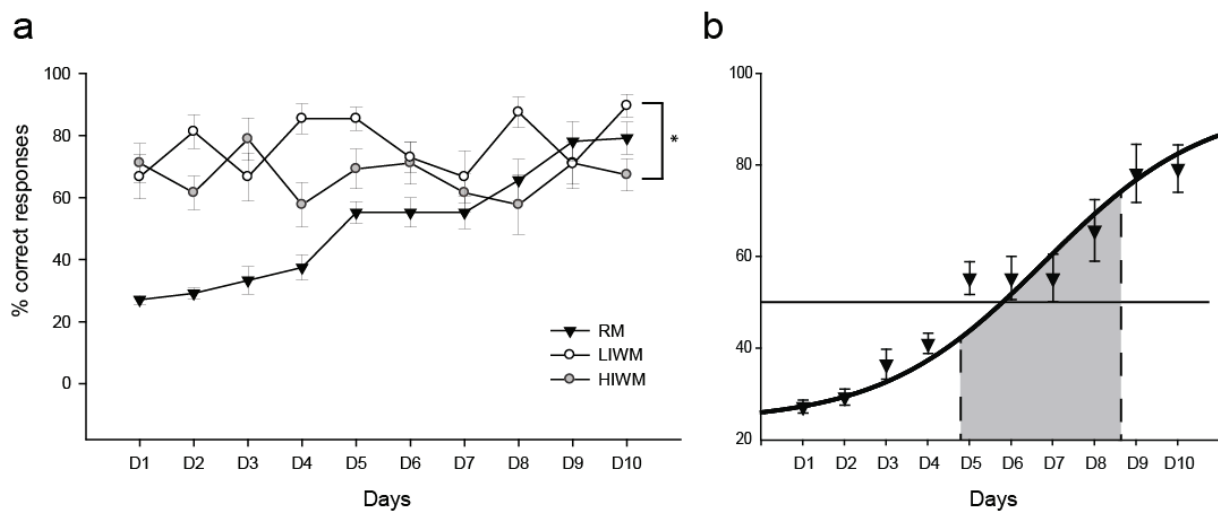 a
% correct responses
100
80
60
40
20
0
*
RM
LIWM
HIWM
D1 D2 D3 D4 D5 D6 D7 D8 D9 D10
Days
b
100
80
60
40
20
D1 D2 D3 D4 D5 D6 D7 D8 D9 D10
Days